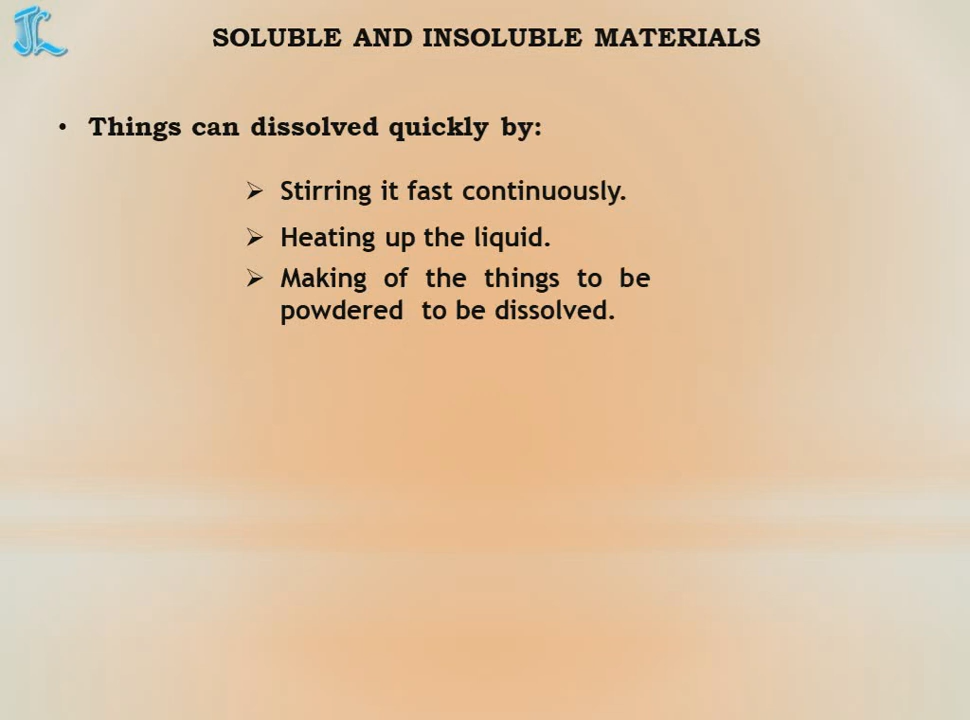 SOLUBLE AND INSOLUBLE MATERIALS
• Things can dissolved quickly by:
➢ Stirring it fast continuously.
➢ Heating up the liquid.
➢ Making of the things to be
powdered to be dissolved.